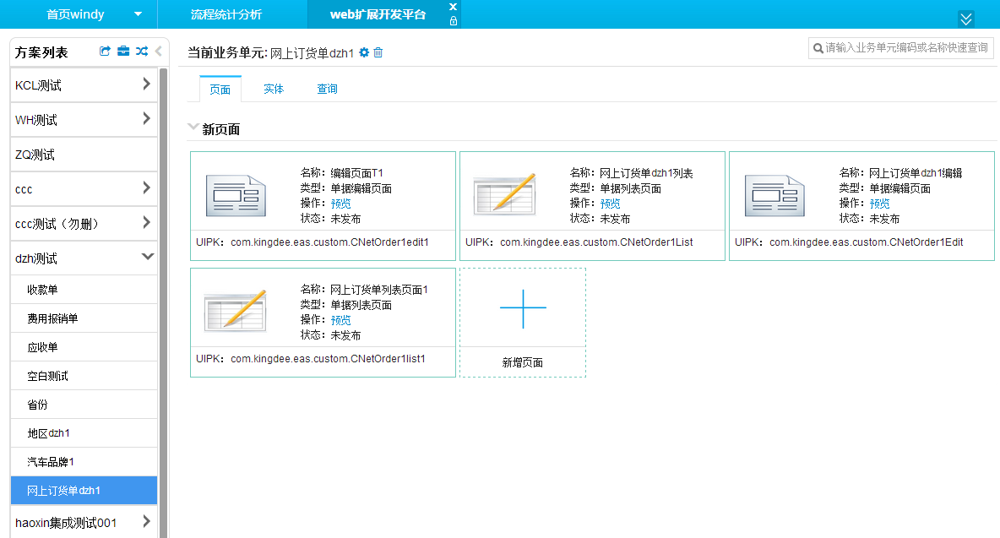 首页windy
流程统计分析
web扩展开发平台
方案列表
当前业务单元: 网上订货单dzh1
请输入业务单元编码或名称快速查询
KCL测试
WH测试
ZQ测试
ccc
ccc测试（勿删）
dzh测试
收款单
费用报销单
应收单
空白测试
省份
地区dzh1
汽车品牌1
网上订货单dzh1
haoxin集成测试001
页面
实体
查询
新页面
名称：编辑页面T1
类型：单据编辑页面
操作：预览
状态：未发布
UIPK：com.kingdee.eas.custom.CNetOrder1edit1
名称：网上订货单dzh1列表
类型：单据列表页面
操作：预览
状态：未发布
UIPK：com.kingdee.eas.custom.CNetOrder1List
名称：网上订货单dzh1编辑
类型：单据编辑页面
操作：预览
状态：未发布
UIPK：com.kingdee.eas.custom.CNetOrder1Edit
名称：网上订货单列表页面1
类型：单据列表页面
操作：预览
状态：未发布
UIPK：com.kingdee.eas.custom.CNetOrder1list1
新增页面